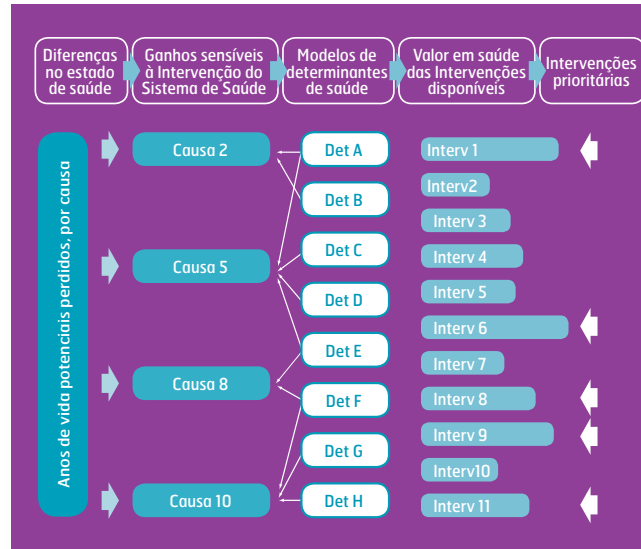 Diferenças
no estado
de saúde
Ganhos sensíveis
à Intervenção do
Sistema de Saúde
Modelos de
determinantes
de saúde
Valor em saúde
das Intervenções
disponíveis
Intervenções
prioritárias
Anos de vida potenciais perdidos, por causa
Causa 2
Causa 5
Causa 8
Causa 10
Det A
Det B
Det C
Det D
Det E
Det F
Det G
Det H
Interv 1
Interv2
Interv 3
Interv 4
Interv 5
Interv 6
Interv 7
Interv 8
Interv 9
Interv10
Interv 11